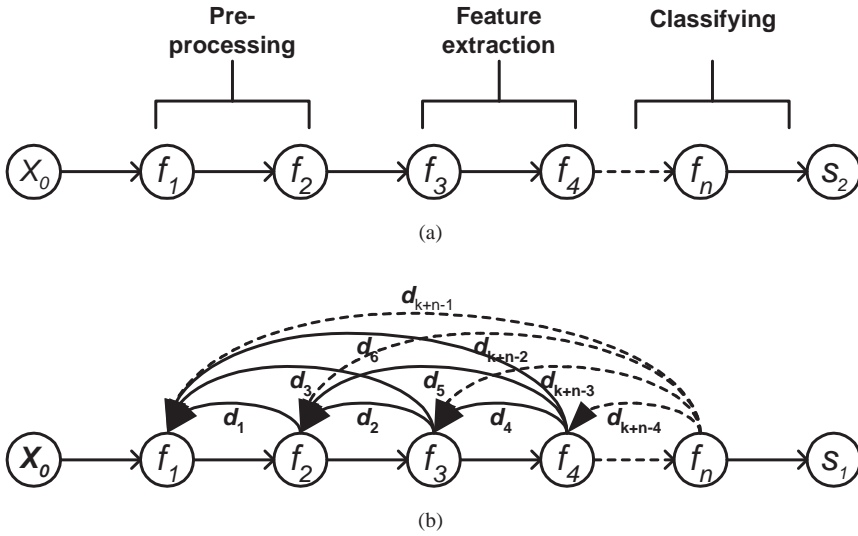 Pre-processing
Feature extraction
Classifying
X0 f1 f2 f3 f4 fn s2
(a)
dk+n-1
d6 dk+n-2
d3 d5 dk+n-3
d1 d2 d4 dk+n-4
X0 f1 f2 f3 f4 fn s1
(b)